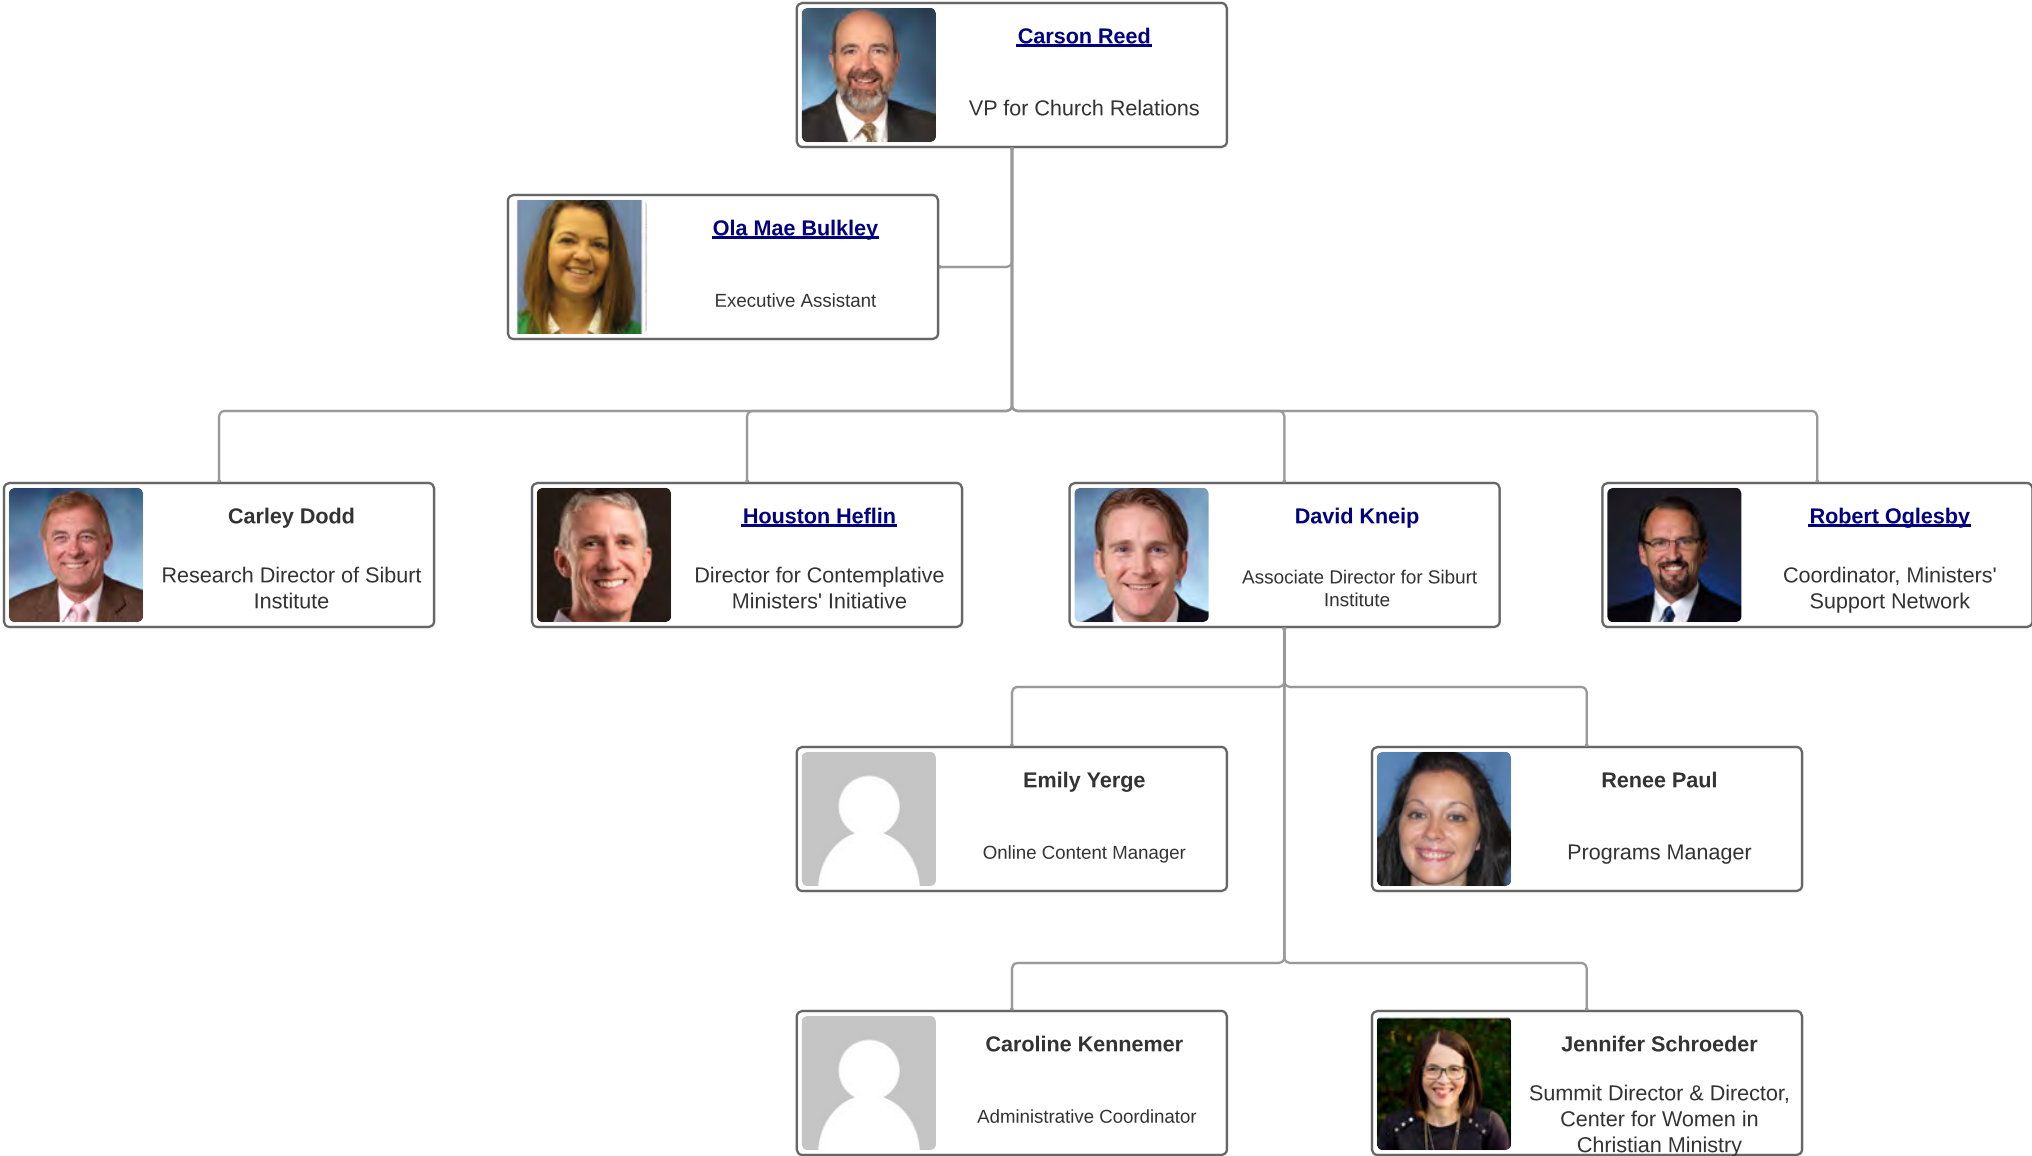 Carson Reed
VP for Church Relations
Ola Mae Bulkley
Executive Assistant
Carley Dodd
Research Director of Siburt
Institute
Houston Heflin
Director for Contemplative
Ministers' Initiative
David Kneip
Associate Director for Siburt
Institute
Robert Oglesby
Coordinator, Ministers'
Support Network
Emily Yerge
Online Content Manager
Renee Paul
Programs Manager
Caroline Kennemer
Administrative Coordinator
Jennifer Schroeder
Summit Director & Director,
Center for Women in
Christian Ministry